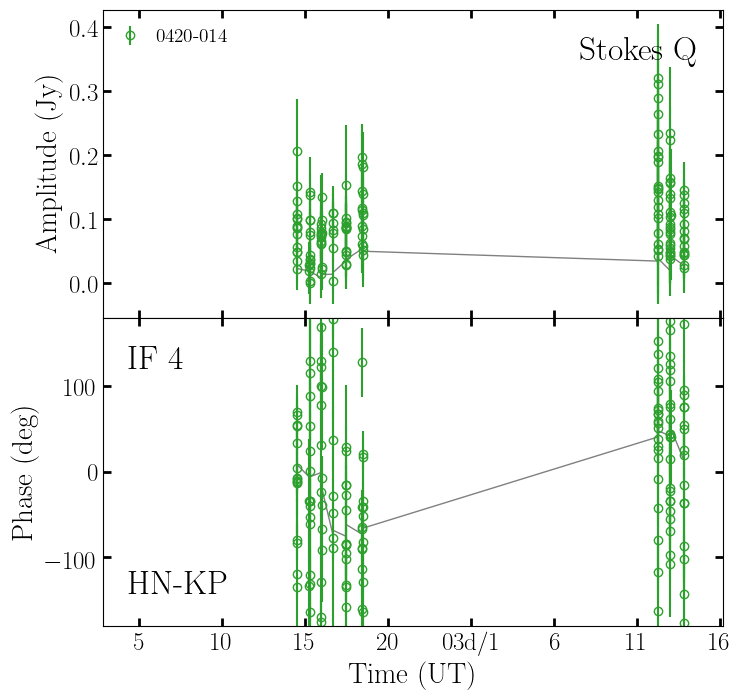 0420-014
Stokes Q
0.4
0.3
0.2
0.1
0.0
Amplitude (Jy)
IF 4
100
0
−100
Phase (deg)
HN-KP
5 10 15 20 03d/1 6 11 16
Time (UT)